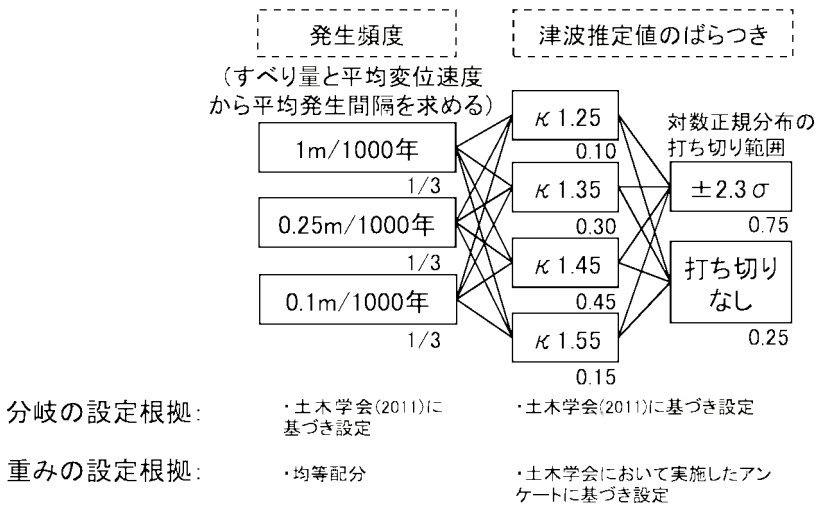 発生頻度
津波推定値のばらつき
(すべり量と平均変位速度
から平均発生間隔を求める)
1m/1000年
1/3
0.25m/1000年
1/3
0.1m/1000年
1/3
κ1.25
0.10
κ1.35
0.30
κ1.45
0.45
κ1.55
0.15
対数正規分布の
打ち切り範囲
±2.3σ
0.75
打ち切り
なし
0.25
分岐の設定根拠:
・土木学会(2011)に
基づき設定
・土木学会(2011)に基づき設定
重みの設定根拠:
・均等配分
・土木学会において実施したアン
ケートに基づき設定